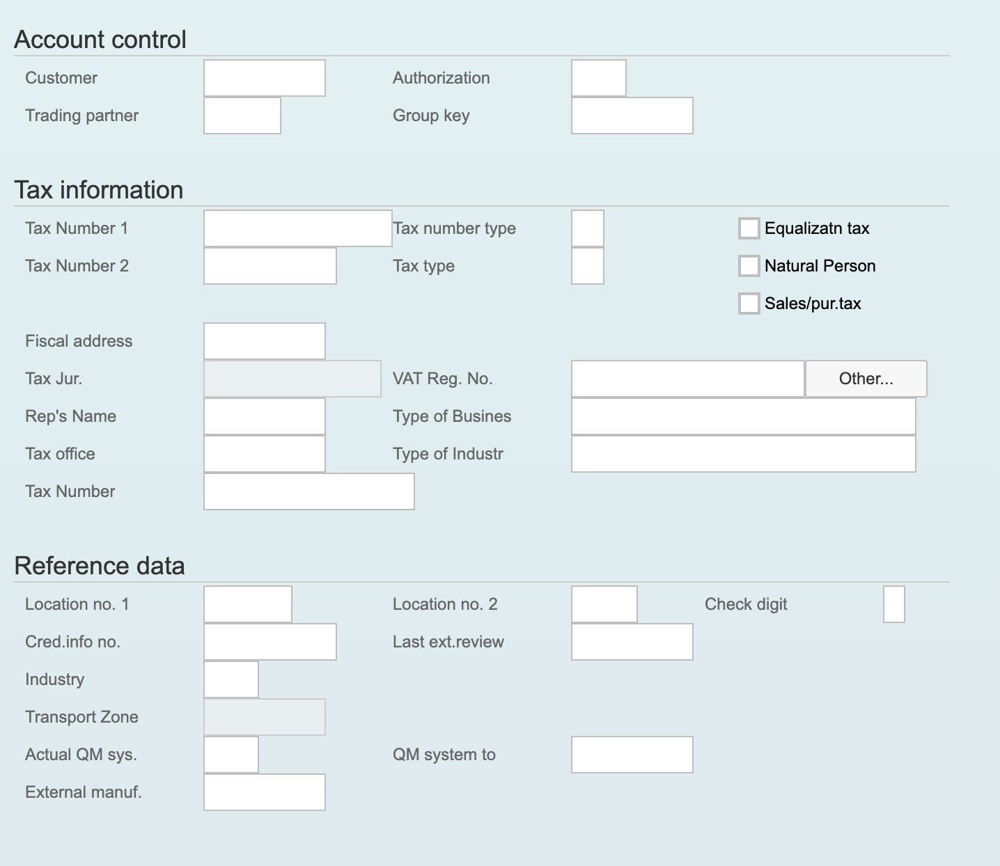 Account control
Customer Authorization
Trading partner Group key
Tax information
Tax Number 1 Tax number type Equalizatn tax
Tax Number 2 Tax type Natural Person
Sales/pur.tax
Fiscal address
Tax Jur. VAT Reg. No. Other...
Rep's Name Type of Busines
Tax office Type of Industr
Tax Number
Reference data
Location no. 1 Location no. 2 Check digit
Cred.info no. Last ext.review
Industry
Transport Zone
Actual QM sys. QM system to
External manuf.